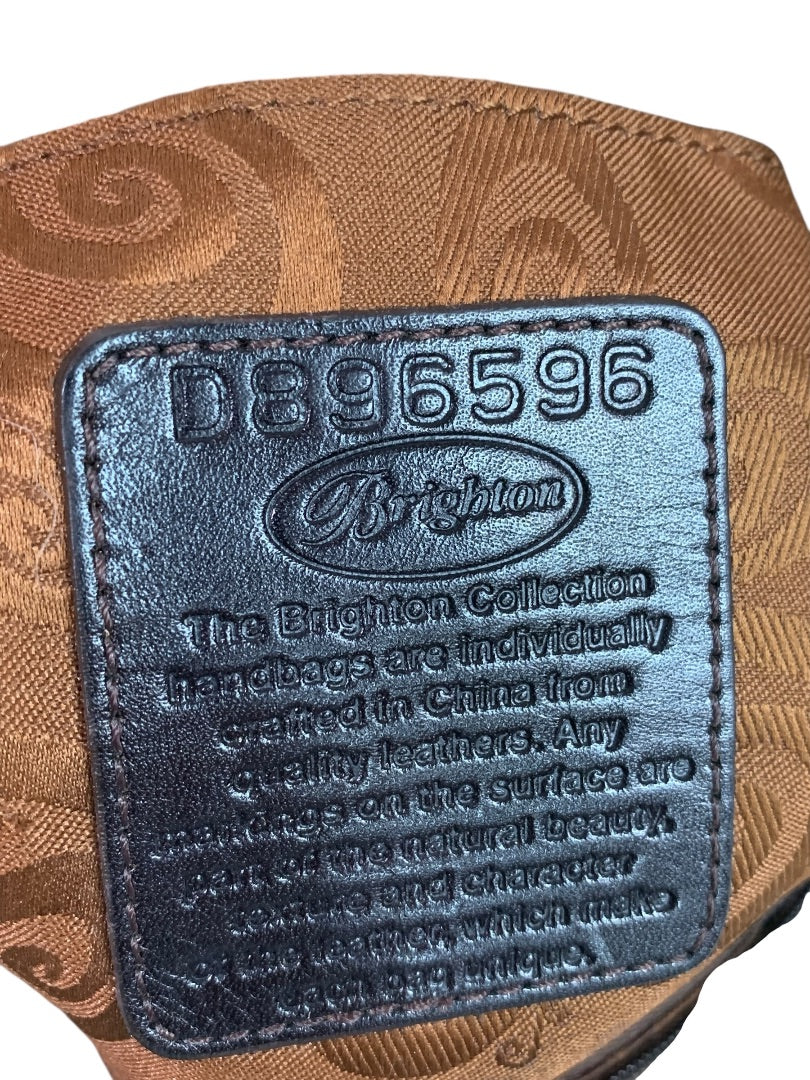 D896596
Brighton
The Brighton Collection
handbags are individually
crafted in China from
quality leathers. Any
markings on the surface are
part of the natural beauty,
texture and character
of the leather, which make
each bag unique.